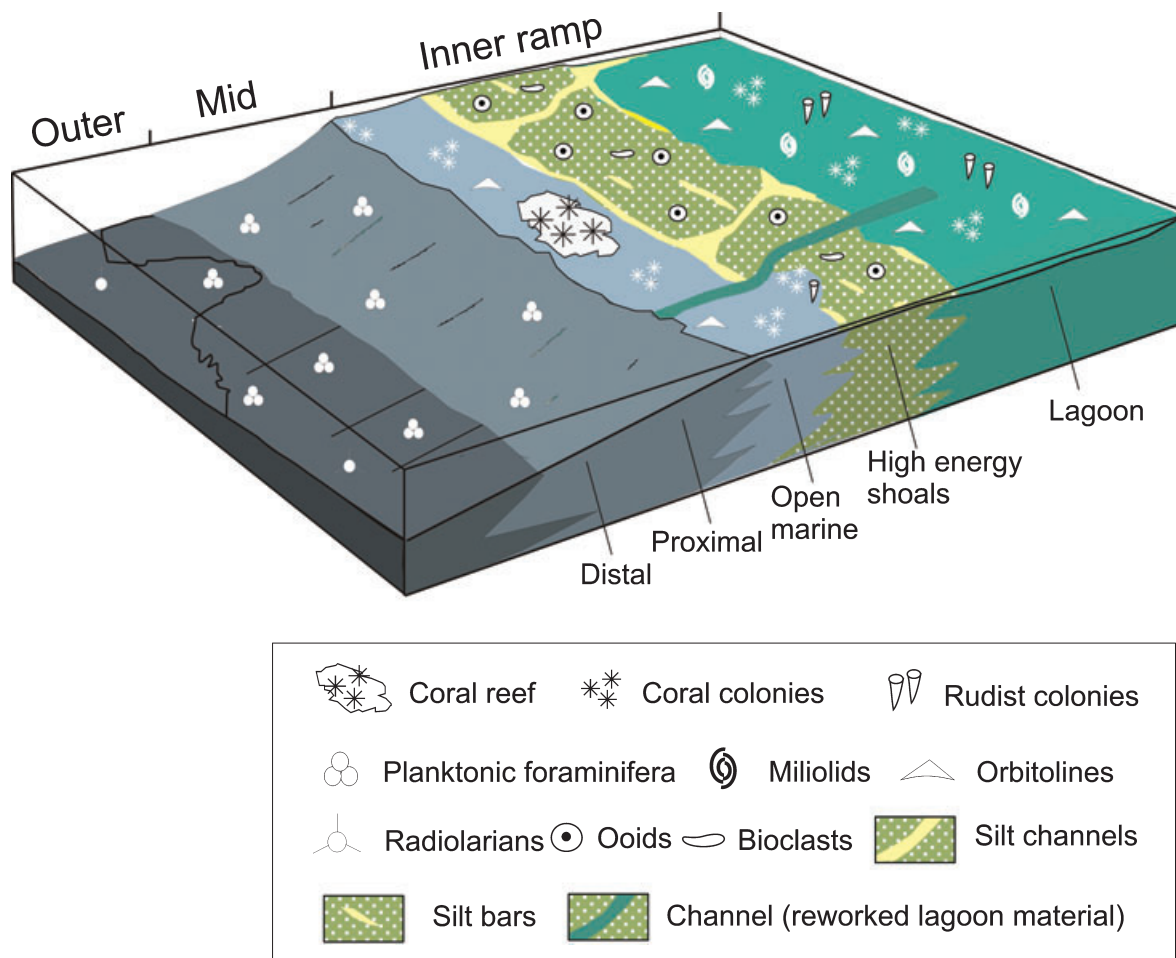 Inner ramp
Mid
Outer
Lagoon
High energy
shoals
Open
marine
Proximal
Distal
Coral reef
Coral colonies
Rudist colonies
Planktonic foraminifera
Miliolids
Orbitolines
Radiolarians
Ooids
Bioclasts
Silt channels
Silt bars
Channel (reworked lagoon material)